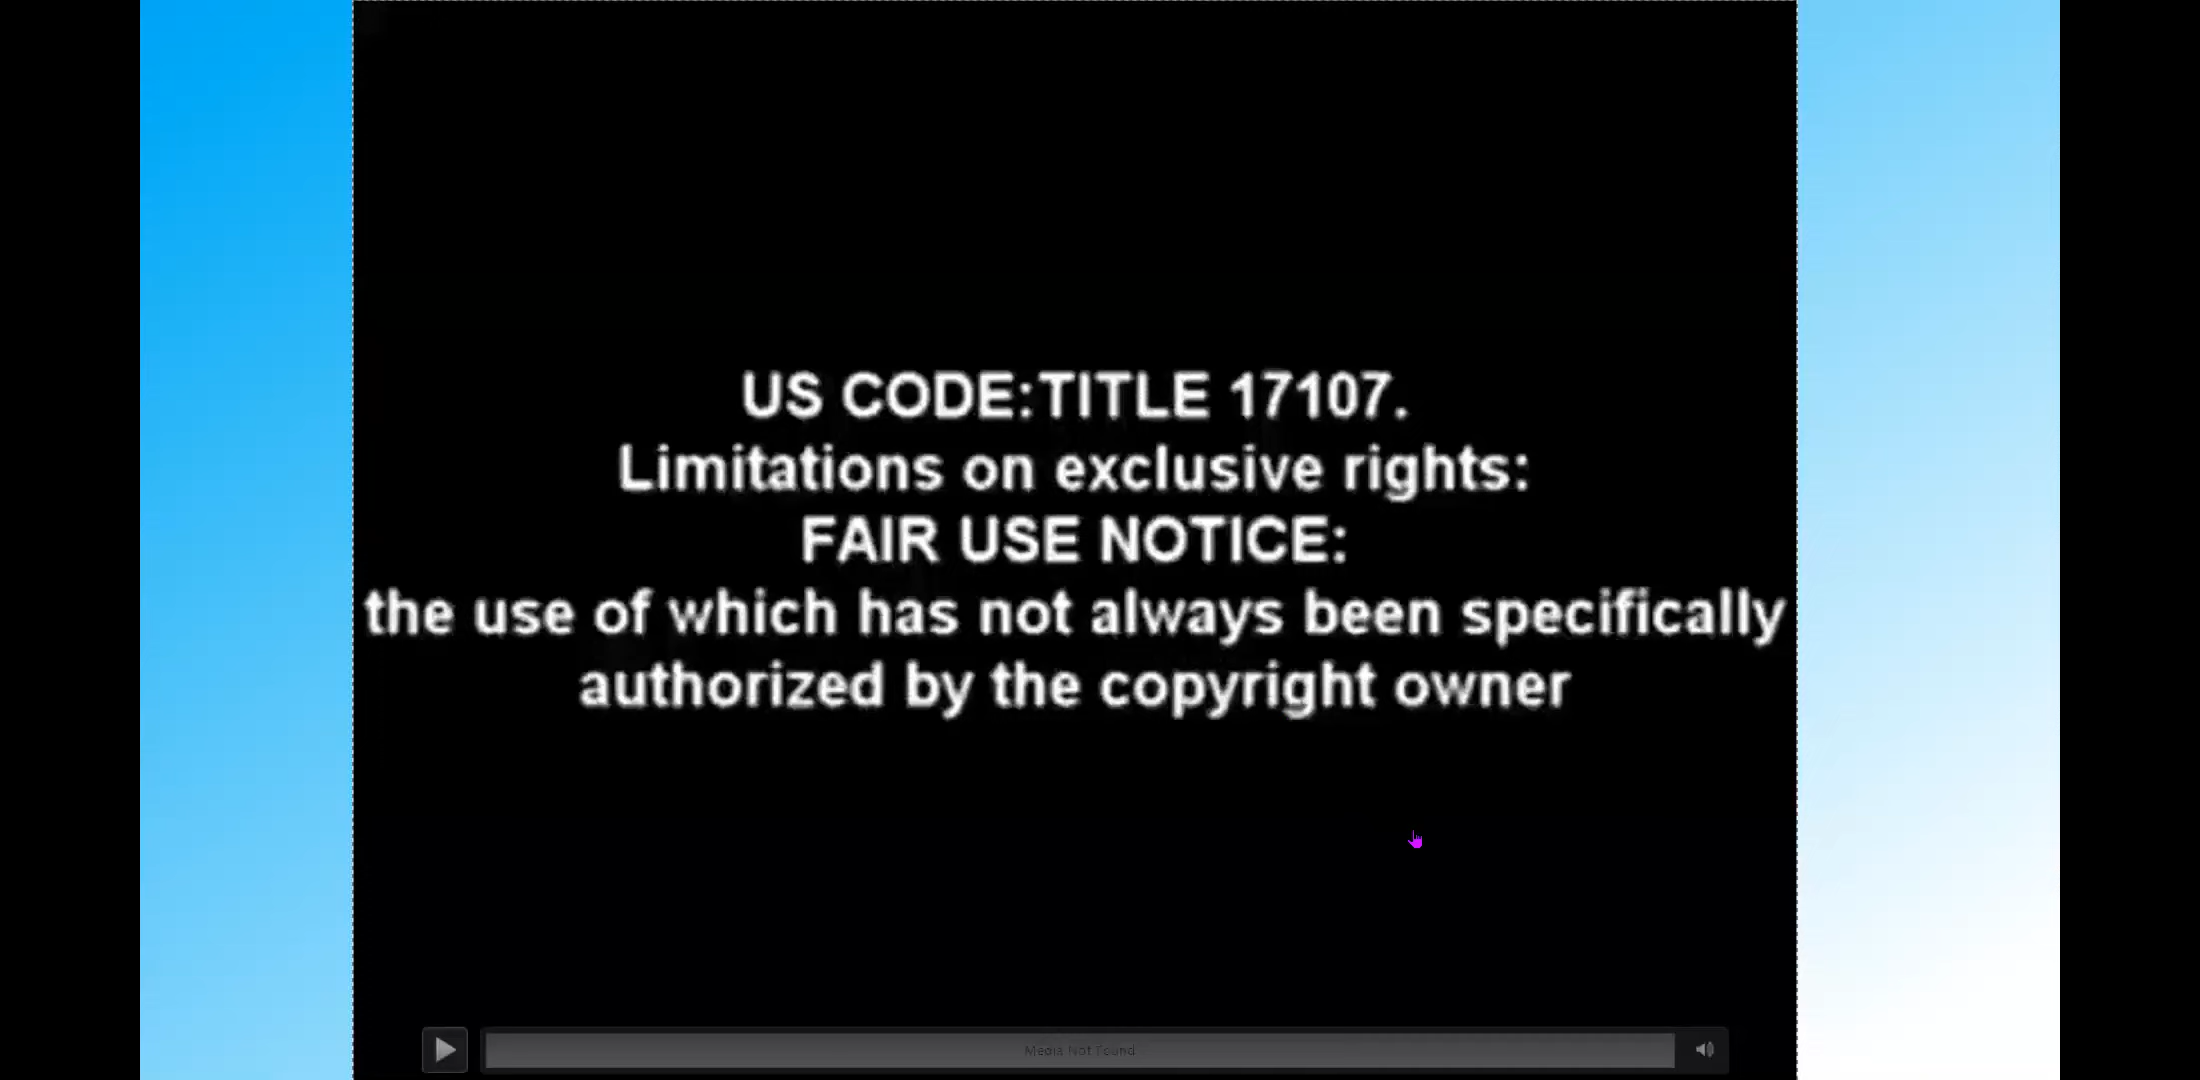 US CODE:TITLE 17107.
Limitations on exclusive rights:
FAIR USE NOTICE:
the use of which has not always been specifically
authorized by the copyright owner
Media Not Found